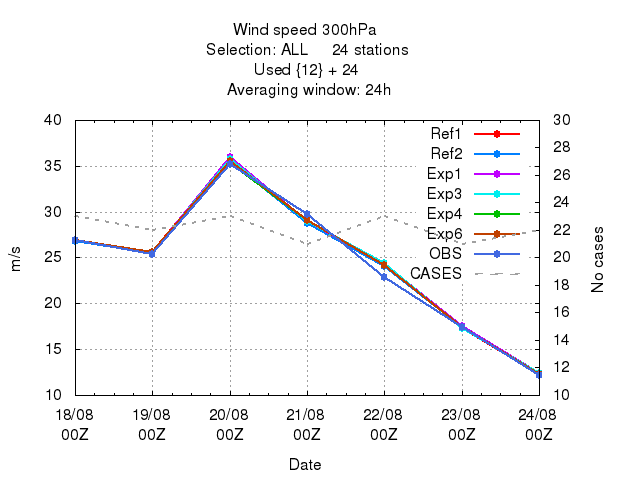 Wind speed 300hPa
Selection: ALL 24 stations
Used {12} + 24
Averaging window: 24h
40 30
35 28
30 26
25 24
20 22
15 20
10 18
16
14
12
10
m/s
No cases
Ref1
Ref2
Exp1
Exp3
Exp4
Exp6
OBS
CASES
18/08 19/08 20/08 21/08 22/08 23/08 24/08
00Z 00Z 00Z 00Z 00Z 00Z 00Z
Date